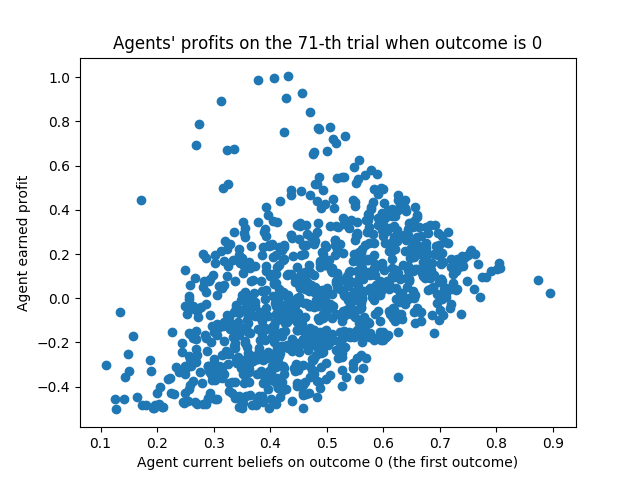 Agents' profits on the 71-th trial when outcome is 0
1.0
0.8
0.6
0.4
0.2
0.0
−0.2
−0.4
Agent earned profit
0.1 0.2 0.3 0.4 0.5 0.6 0.7 0.8 0.9
Agent current beliefs on outcome 0 (the first outcome)